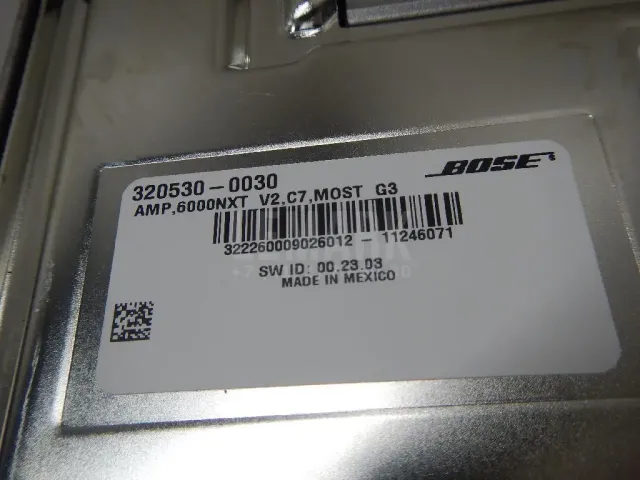 BOSE
320530-0030
AMP,6000NXT V2,C7,MOST G3
322260009026012 - 11246071
SW ID: 00.23.03
MADE IN MEXICO